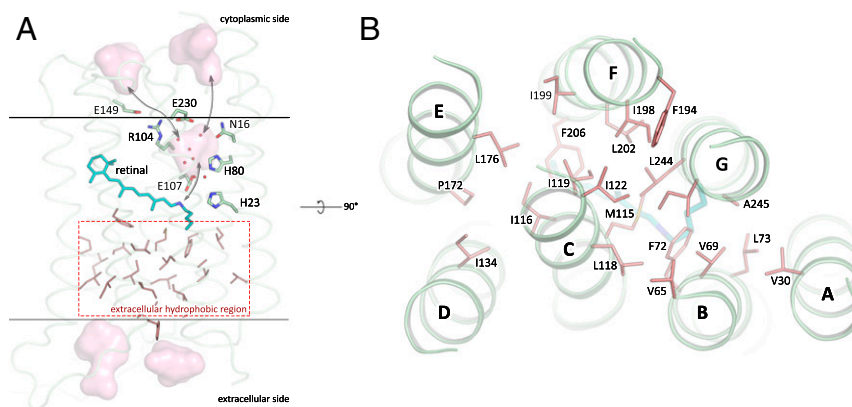 A
cytoplasmic side
E149
E230
N16
R104
retinal
H80
E107
H23
extracellular hydrophobic region
extracellular side
90°
B
F
I199
I198
F194
E
F206
L202
L176
L244
G
P172
I119
I122
A245
I116
M115
C
F72
V69
L73
I134
L118
V30
A
V65
D
B